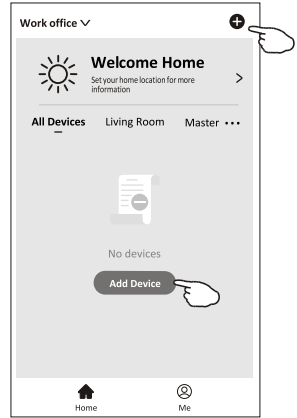 Work office
Welcome Home
Set your home location for more
information
All Devices Living Room Master
No devices
Add Device
Home Me